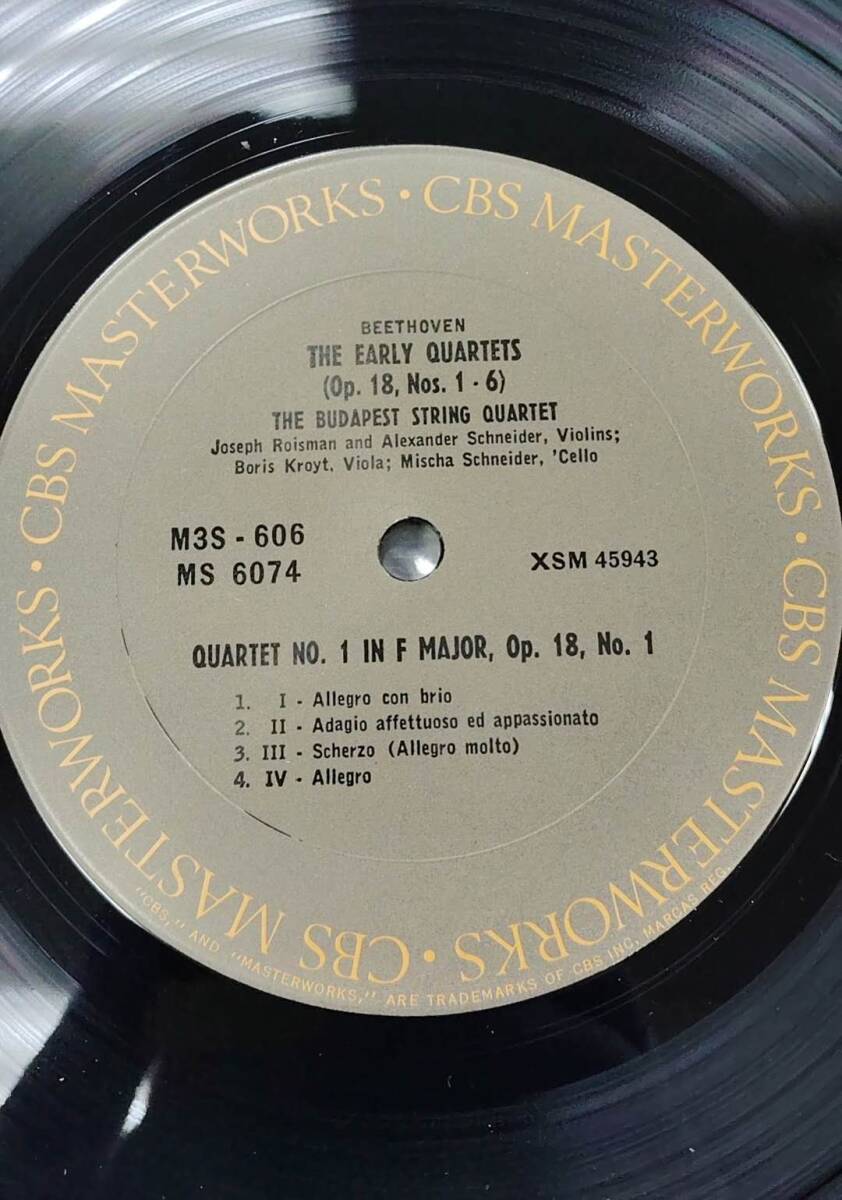 CBS MASTERWORKS · CBS MASTERWORKS · CBS MASTERWORKS · CBS MASTERWORKS ·
BEETHOVEN
THE EARLY QUARTETS
(Op. 18, Nos. 1 - 6)
THE BUDAPEST STRING QUARTET
Joseph Roisman and Alexander Schneider, Violins;
Boris Kroyt, Viola; Mischa Schneider, 'Cello
M3S - 606
MS 6074
XSM 45943
QUARTET NO. 1 IN F MAJOR, Op. 18, No. 1
1. I - Allegro con brio
2. II - Adagio affettuoso ed appassionato
3. III - Scherzo (Allegro molto)
4. IV - Allegro
"CBS," AND "MASTERWORKS," ARE TRADEMARKS OF CBS INC, MARCAS REG.